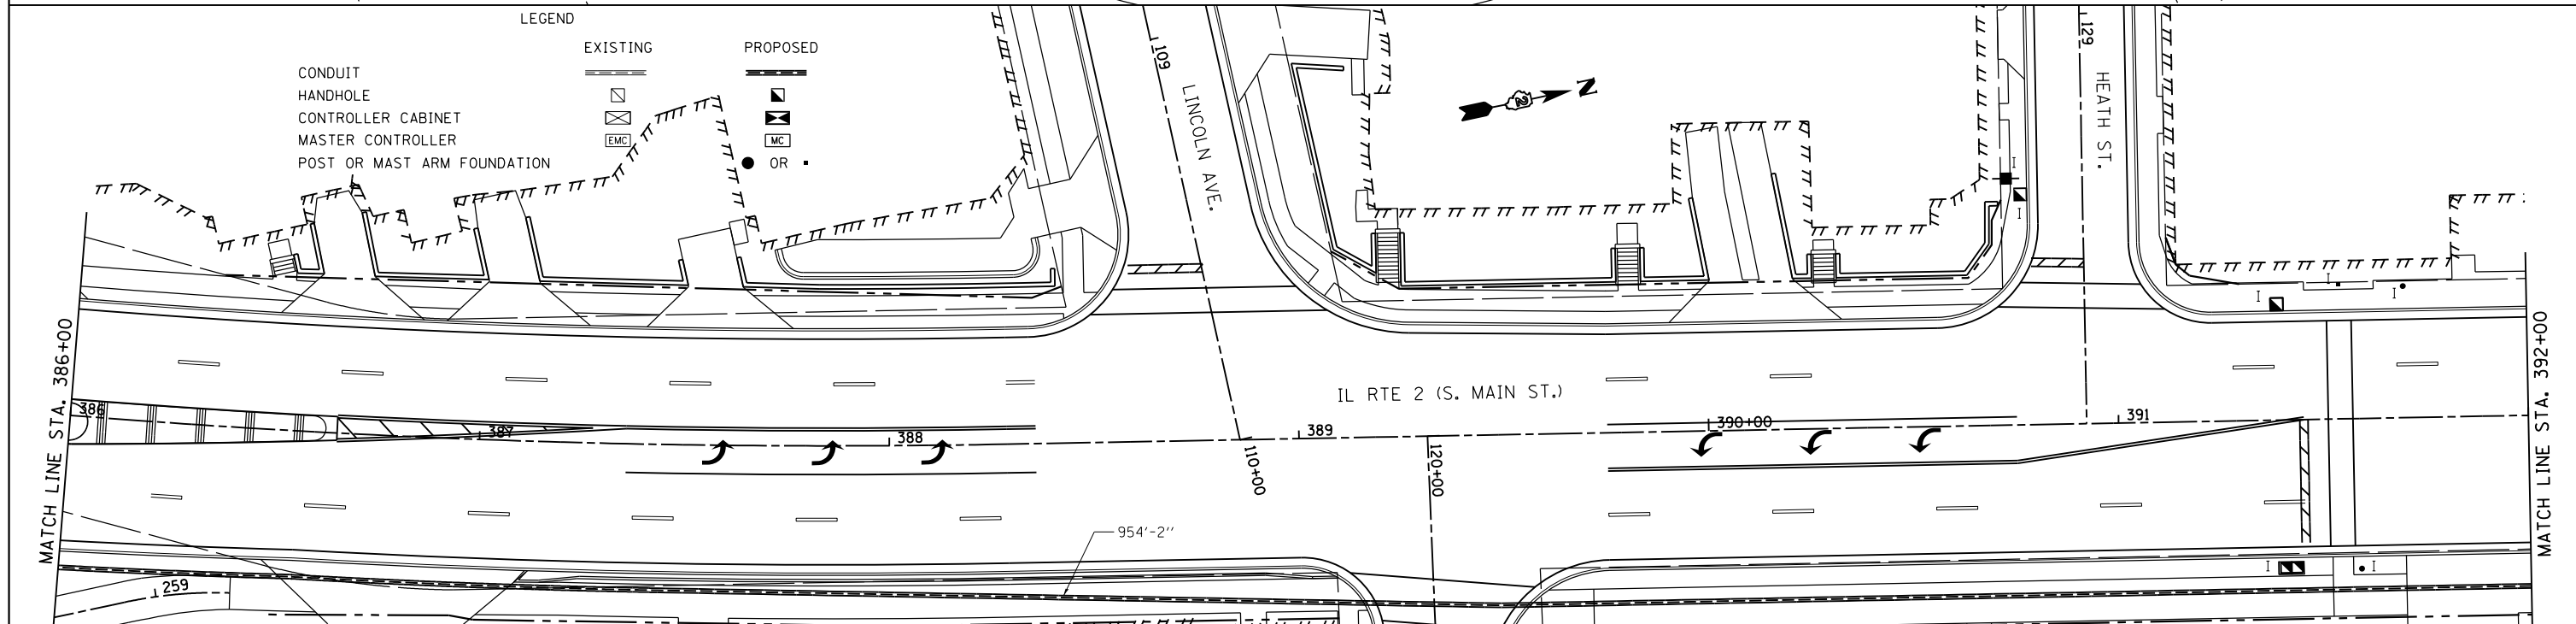 LEGEND
EXISTING PROPOSED
CONDUIT
HANDHOLE
CONTROLLER CABINET
MASTER CONTROLLER EMC MC
POST OR MAST ARM FOUNDATION OR
109
LINCOLN AVE.
N
2
129
HEATH ST.
I
I
I
I
I
MATCH LINE STA. 386+00
386
387
388
389
390+00
391
IL RTE 2 (S. MAIN ST.)
110+00
120+00
MATCH LINE STA. 392+00
954'-2"
259
I
I